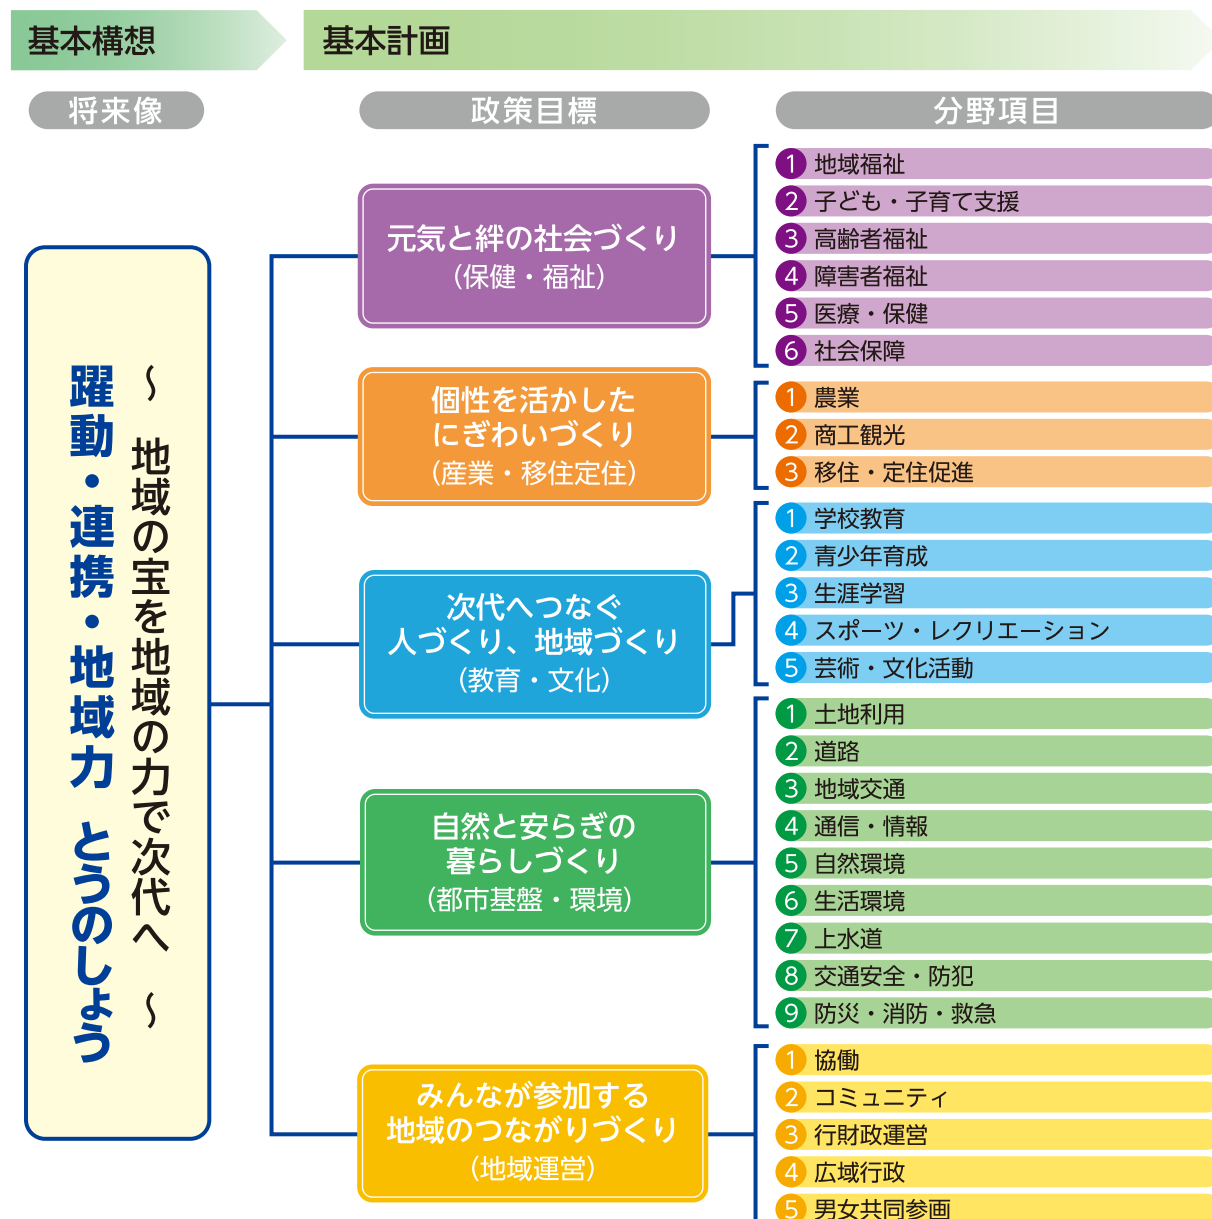 基本構想
基本計画
将来像
政策目標
分野項目
～ 地域の宝を地域の力で次代へ ～
躍動・連携・地域力 とうのしょう
元気と絆の社会づくり
（保健・福祉）
1 地域福祉
2 子ども・子育て支援
3 高齢者福祉
4 障害者福祉
5 医療・保健
6 社会保障
個性を活かした
にぎわいづくり
（産業・移住定住）
1 農業
2 商工観光
3 移住・定住促進
次代へつなぐ
人づくり、地域づくり
（教育・文化）
1 学校教育
2 青少年育成
3 生涯学習
4 スポーツ・レクリエーション
5 芸術・文化活動
自然と安らぎの
暮らしづくり
（都市基盤・環境）
1 土地利用
2 道路
3 地域交通
4 通信・情報
5 自然環境
6 生活環境
7 上水道
8 交通安全・防犯
9 防災・消防・救急
みんなが参加する
地域のつながりづくり
（地域運営）
1 協働
2 コミュニティ
3 行財政運営
4 広域行政
5 男女共同参画